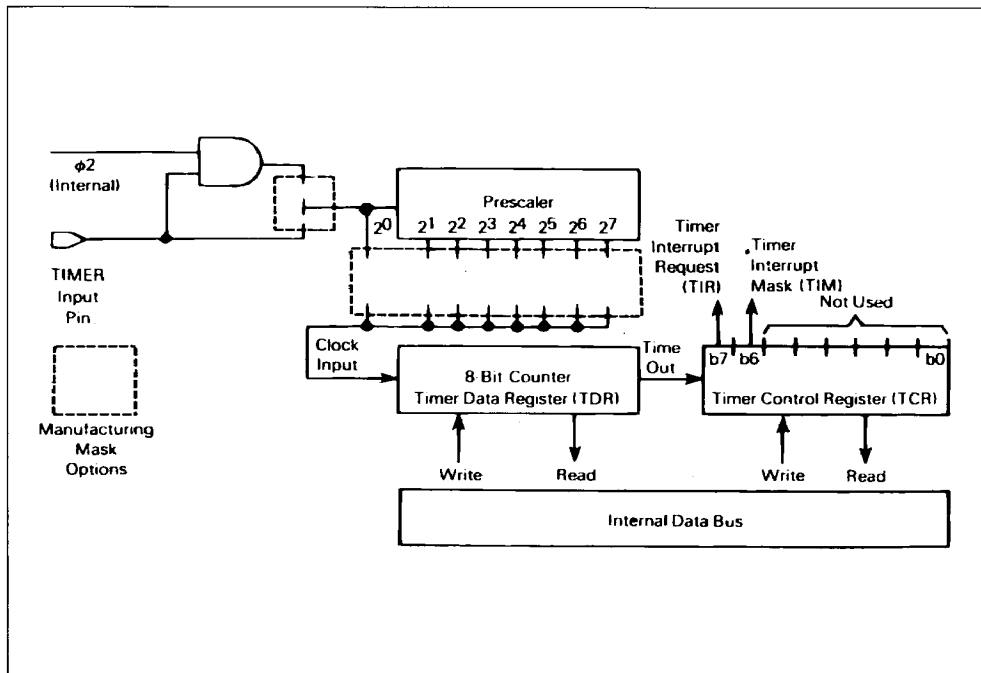 φ2
(Internal)
TIMER
Input
Pin
Prescaler
2⁰ 2¹ 2² 2³ 2⁴ 2⁵ 2⁶ 2⁷
Timer
Interrupt
Request
(TIR)
Timer
Interrupt
Mask (TIM)
Not Used
Clock
Input
8-Bit Counter
Timer Data Register (TDR)
Time
Out
b7 b6 b0
Timer Control Register (TCR)
Manufacturing
Mask
Options
Write Read Write Read
Internal Data Bus